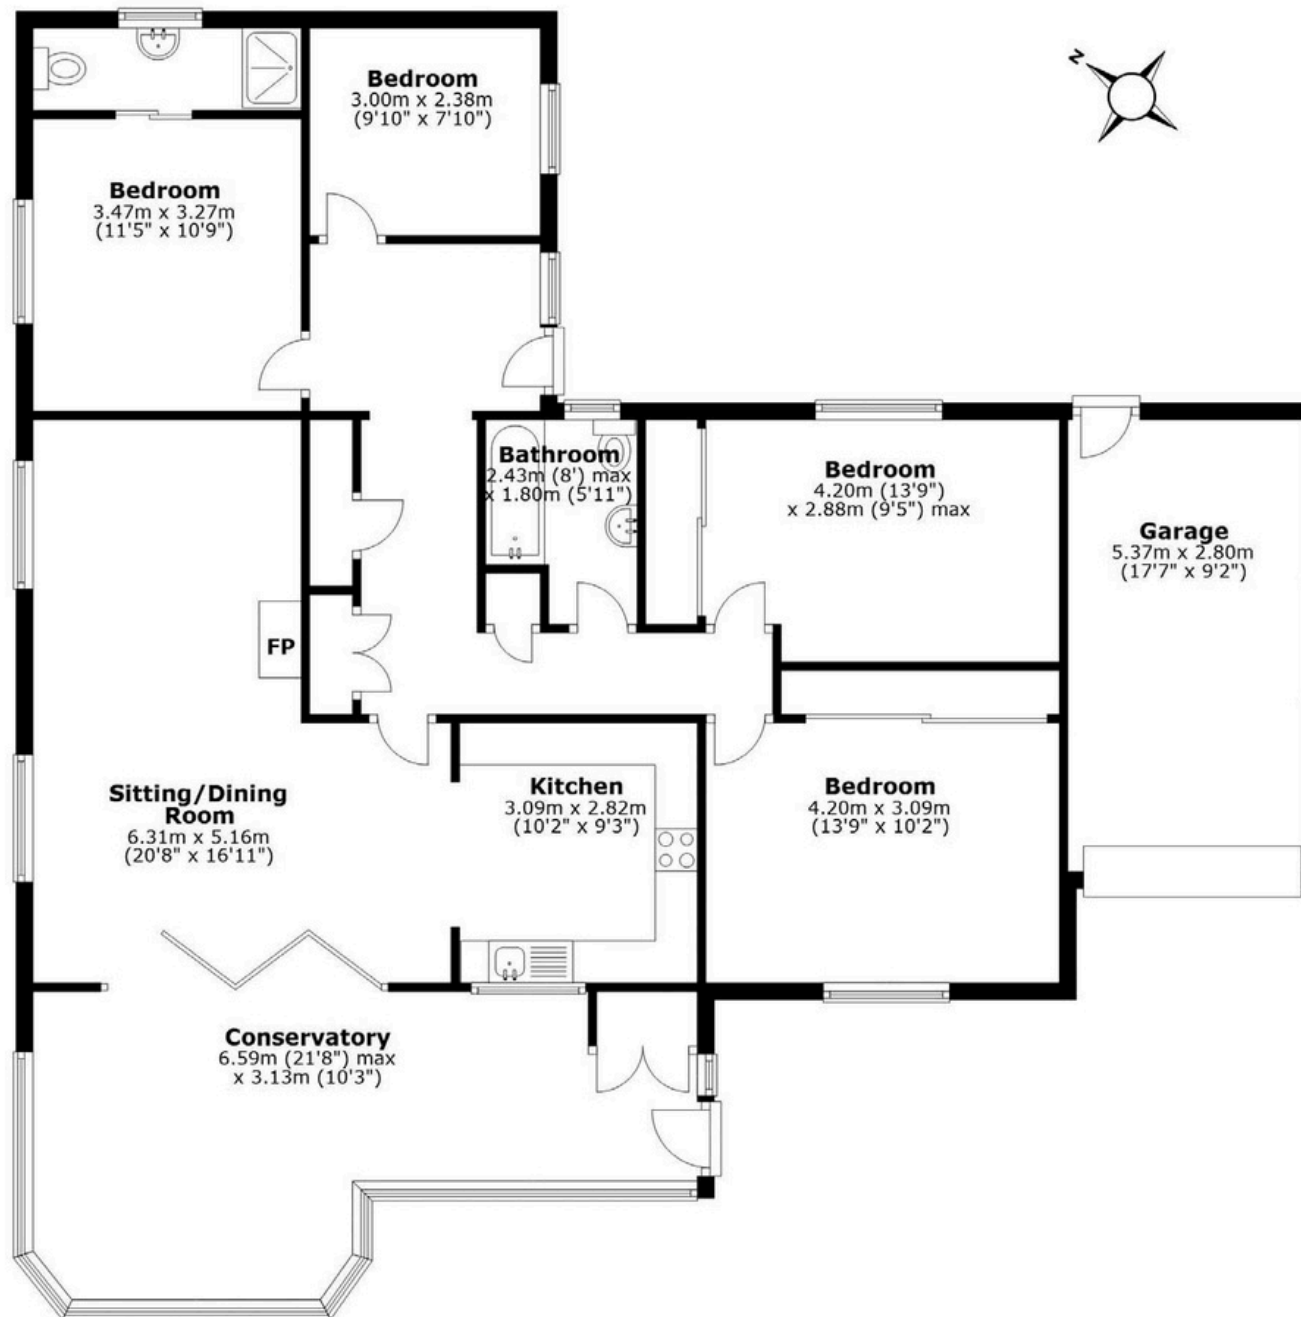 N
Bedroom
3.00m x 2.38m
(9'10" x 7'10")
Bedroom
3.47m x 3.27m
(11'5" x 10'9")
Bathroom
2.43m (8') max
x 1.80m (5'11")
Bedroom
4.20m (13'9")
x 2.88m (9'5") max
Garage
5.37m x 2.80m
(17'7" x 9'2")
FP
Sitting/Dining
Room
6.31m x 5.16m
(20'8" x 16'11")
Kitchen
3.09m x 2.82m
(10'2" x 9'3")
Bedroom
4.20m x 3.09m
(13'9" x 10'2")
Conservatory
6.59m (21'8") max
x 3.13m (10'3")